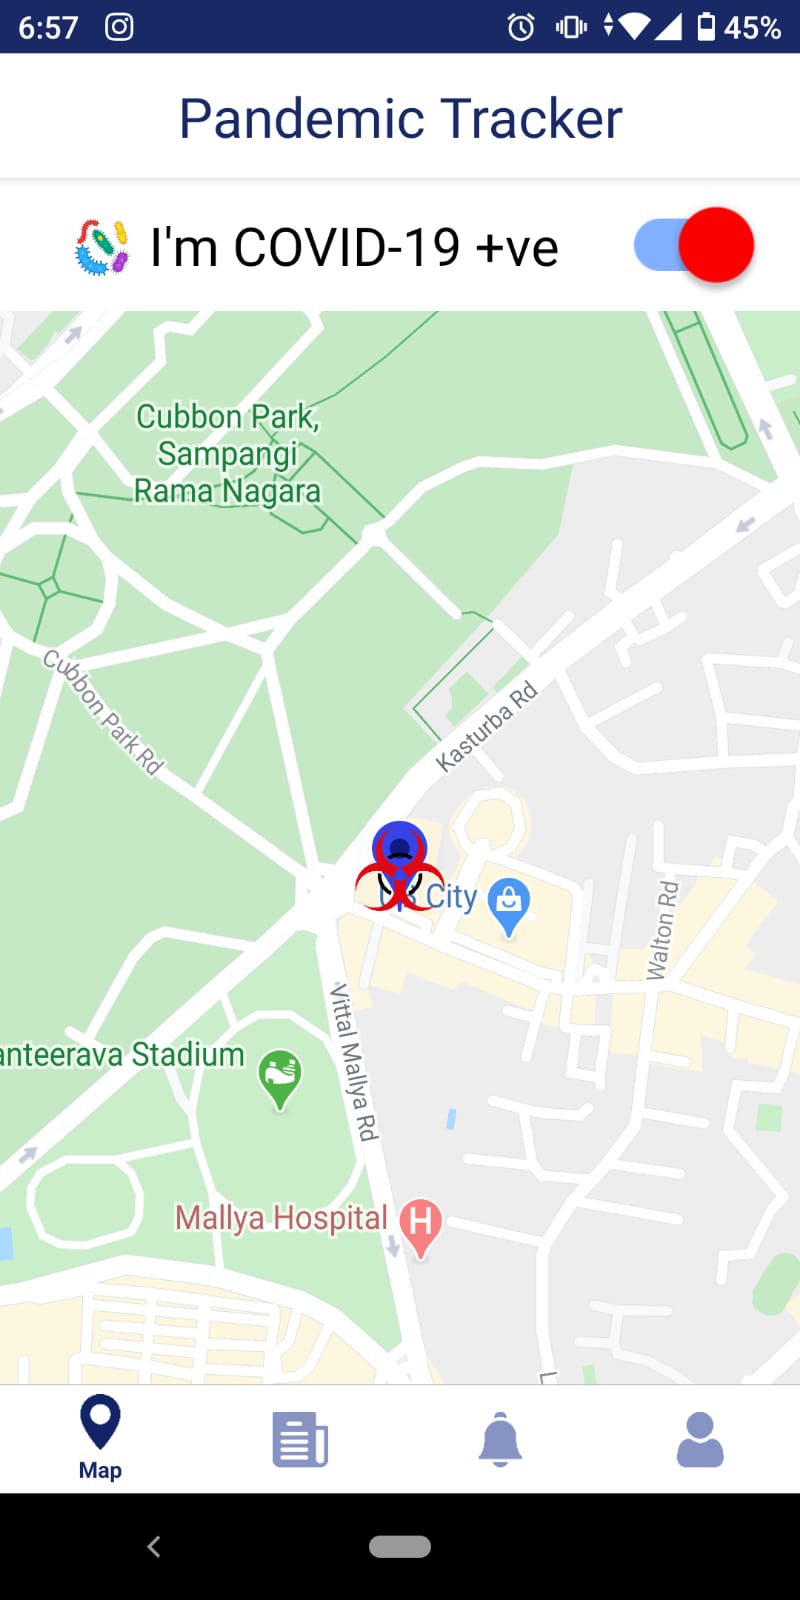 6:57
45%
Pandemic Tracker
I'm COVID-19 +ve
Cubbon Park,
Sampangi
Rama Nagara
Cubbon Park Rd
Kasturba Rd
City
Walton Rd
Vittal Mallya Rd
anteerava Stadium
Mallya Hospital
H
L
Map